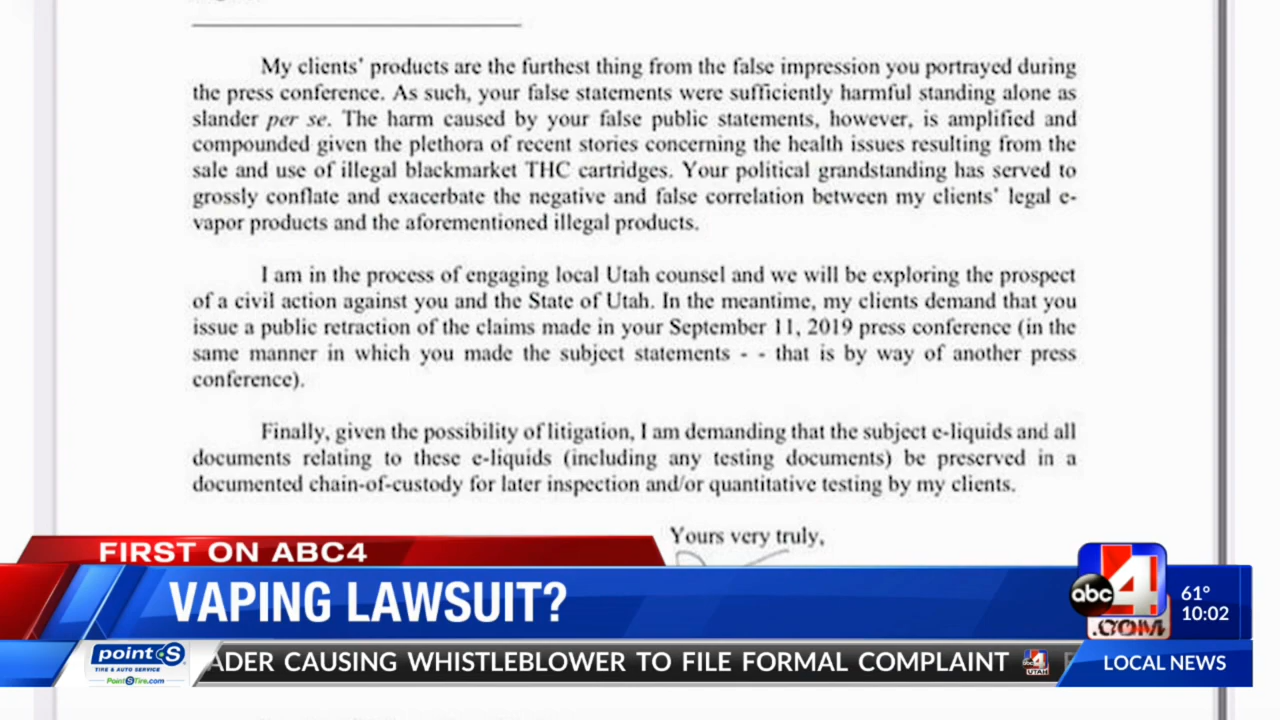 My clients' products are the furthest thing from the false impression you portrayed during
the press conference. As such, your false statements were sufficiently harmful standing alone as
slander per se. The harm caused by your false public statements, however, is amplified and
compounded given the plethora of recent stories concerning the health issues resulting from the
sale and use of illegal blackmarket THC cartridges. Your political grandstanding has served to
grossly conflate and exacerbate the negative and false correlation between my clients' legal e-
vapor products and the aforementioned illegal products.
I am in the process of engaging local Utah counsel and we will be exploring the prospect
of a civil action against you and the State of Utah. In the meantime, my clients demand that you
issue a public retraction of the claims made in your September 11, 2019 press conference (in the
same manner in which you made the subject statements - - that is by way of another press
conference).
Finally, given the possibility of litigation, I am demanding that the subject e-liquids and all
documents relating to these e-liquids (including any testing documents) be preserved in a
documented chain-of-custody for later inspection and/or quantitative testing by my clients.
Yours very truly,
FIRST ON ABC4
VAPING LAWSUIT?
abc 4
.COM
61°
10:02
point S
TIRE & AUTO SERVICE
PointSTire.com
ADER CAUSING WHISTLEBLOWER TO FILE FORMAL COMPLAINT
abc 4
UTAH
LOCAL NEWS